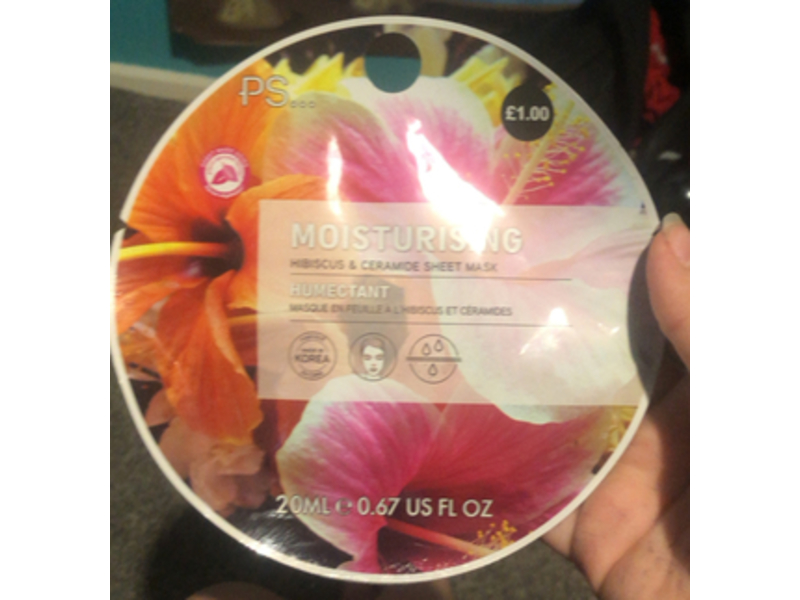 PS...
£1.00
MOISTURISING
HIBISCUS & CERAMIDE SHEET MASK
HUMECTANT
MASQUE EN FEUILLE A L'HIBISCUS ET CÉRAMIDES
KOREA
20ML e 0.67 US FL OZ